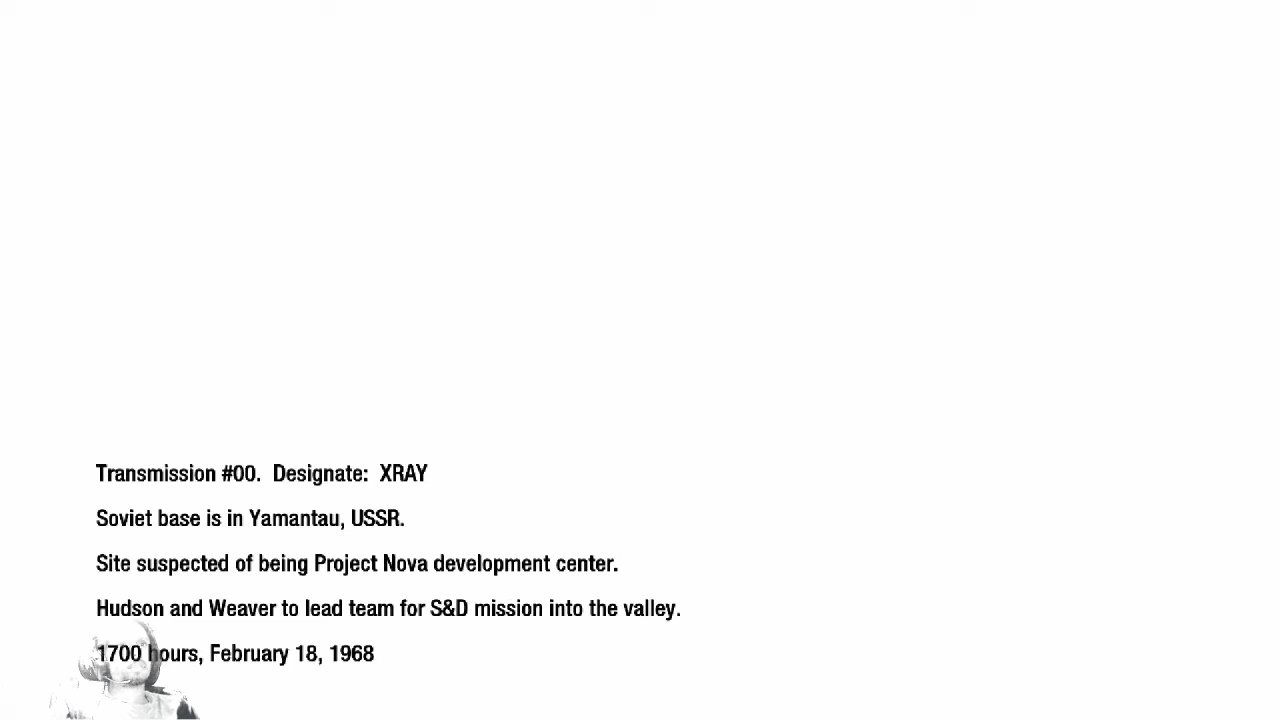 Transmission #00.  Designate:  XRAY
Soviet base is in Yamantau, USSR.
Site suspected of being Project Nova development center.
Hudson and Weaver to lead team for S&D mission into the valley.
1700 hours, February 18, 1968